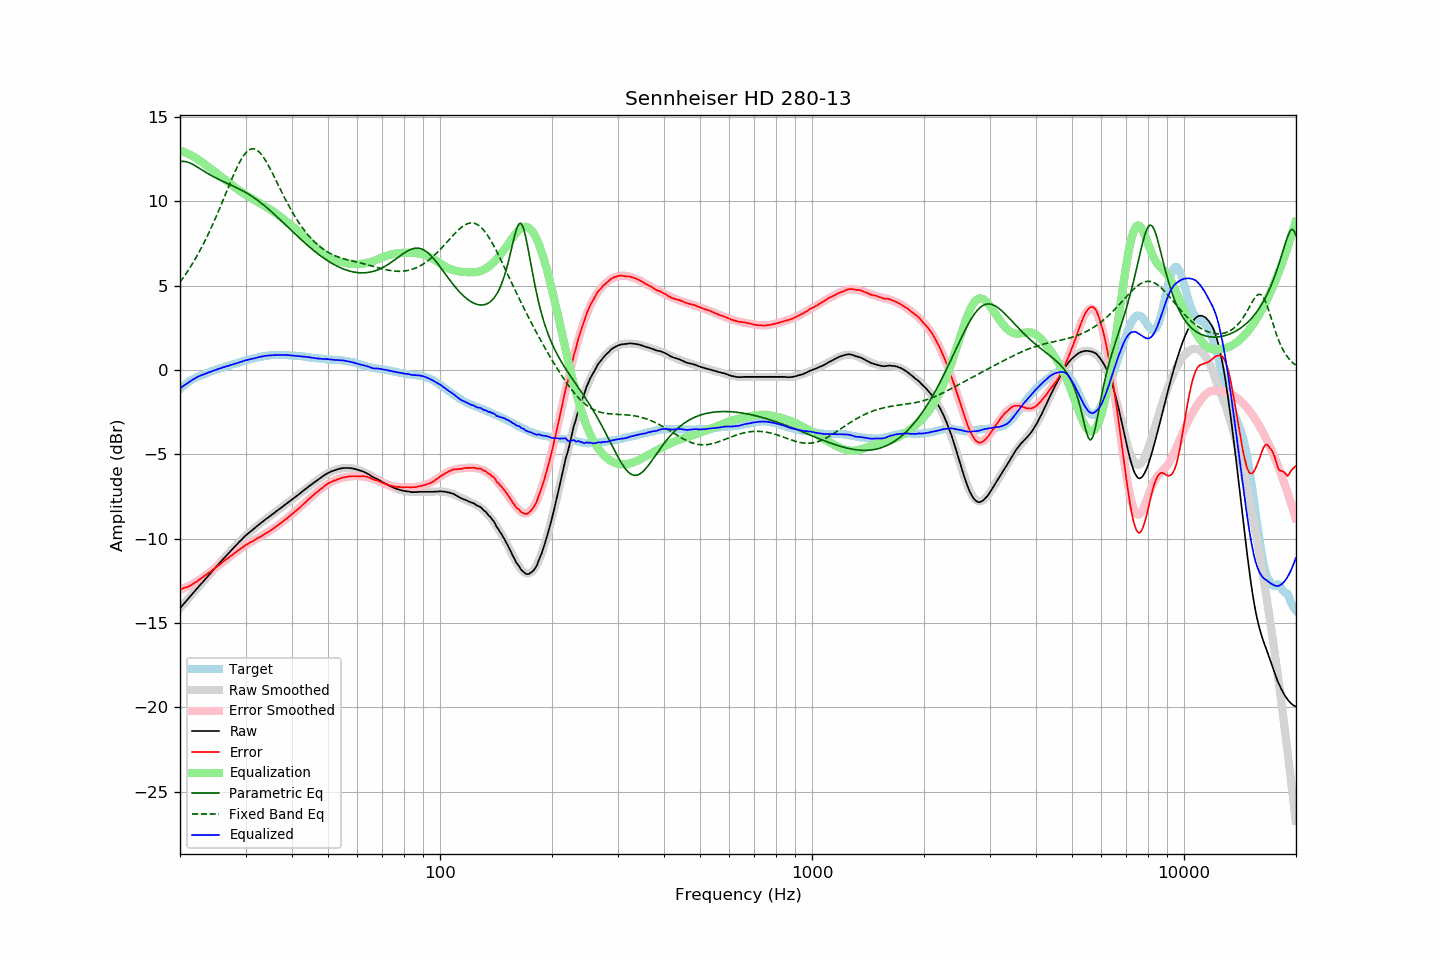 Sennheiser HD 280-13
15
10
5
0
−5
−10
−15
−20
−25
Amplitude (dBr)
Target
Raw Smoothed
Error Smoothed
Raw
Error
Equalization
Parametric Eq
Fixed Band Eq
Equalized
100
1000
10000
Frequency (Hz)